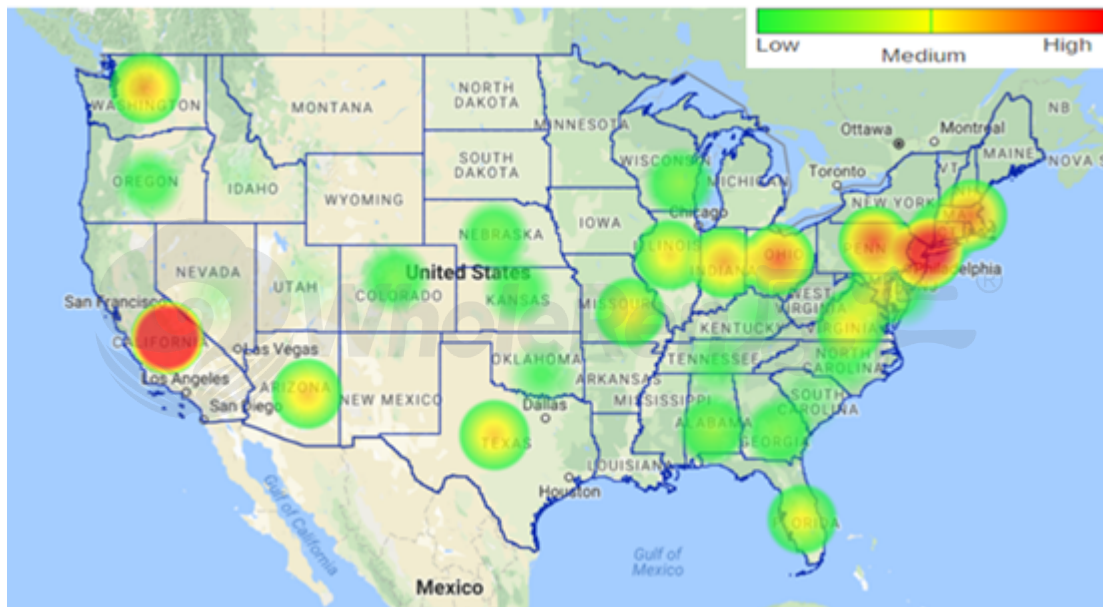 Low
Medium
High
NORTH
DAKOTA
MINNESOTA
MONTANA
WASHINGTON
Ottawa
Montreal
NB
NOVA S
MAINE
VT
Toronto
SOUTH
DAKOTA
WISCONSIN
MICHIGAN
OREGON
IDAHO
WYOMING
NEW YORK
Chicago
IOWA
NEBRASKA
ILLINOIS
INDIANA
OHIO
PENN
MA
Philadelphia
NEVADA
UTAH
COLORADO
United States
KANSAS
MISSOURI
WEST
VIRGINIA
VIRGINIA
KENTUCKY
San Francisco
CALIFORNIA
Las Vegas
TENNESSEE
NORTH
CAROLINA
OKLAHOMA
ARKANSAS
Los Angeles
ARIZONA
NEW MEXICO
MISSISSIPPI
SOUTH
CAROLINA
San Diego
Dallas
ALABAMA
GEORGIA
TEXAS
LOUISIANA
Houston
FLORIDA
Gulf of California
Gulf of
Mexico
Mexico
®